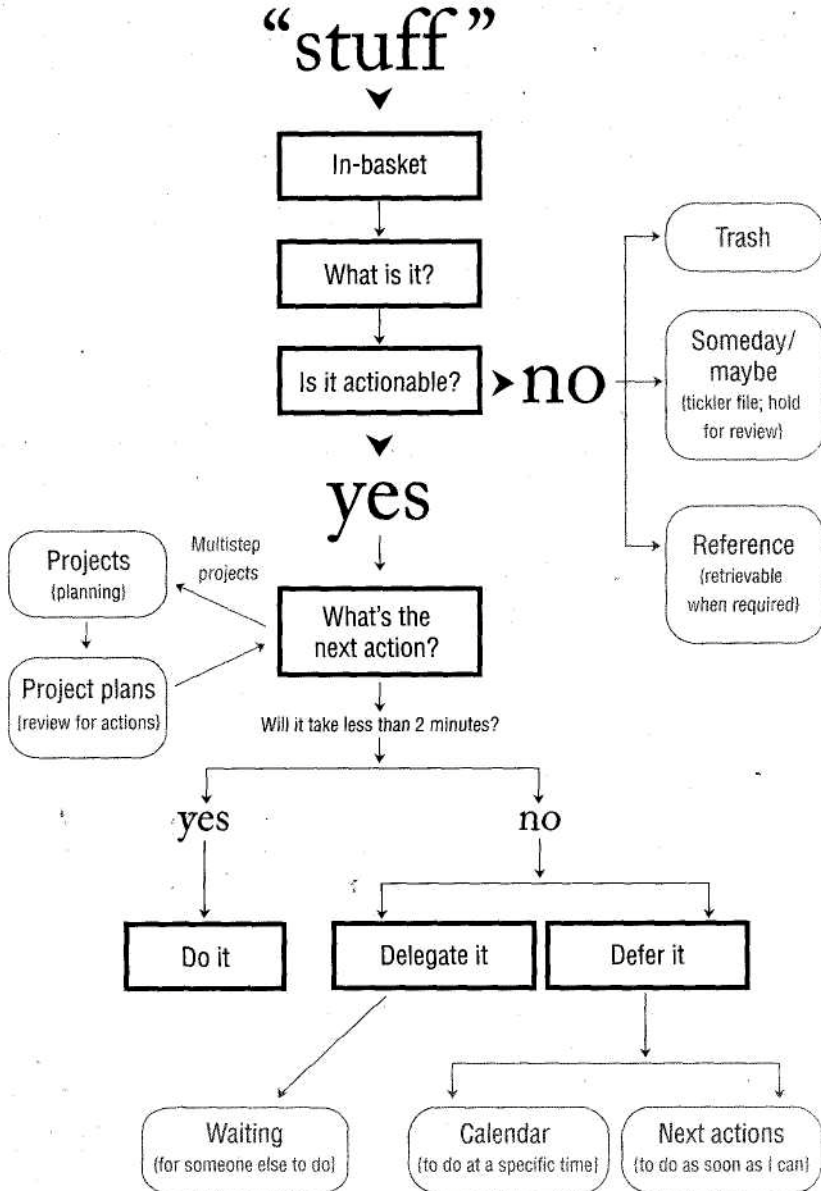 “stuff”
In-basket
What is it?
Is it actionable?
no
Trash
Someday/
maybe
(tickler file; hold
for review)
Reference
(retrievable
when required)
yes
Multistep
projects
Projects
(planning)
Project plans
(review for actions)
What's the
next action?
Will it take less than 2 minutes?
yes
no
Do it
Delegate it
Defer it
Waiting
(for someone else to do)
Calendar
(to do at a specific time)
Next actions
(to do as soon as I can)